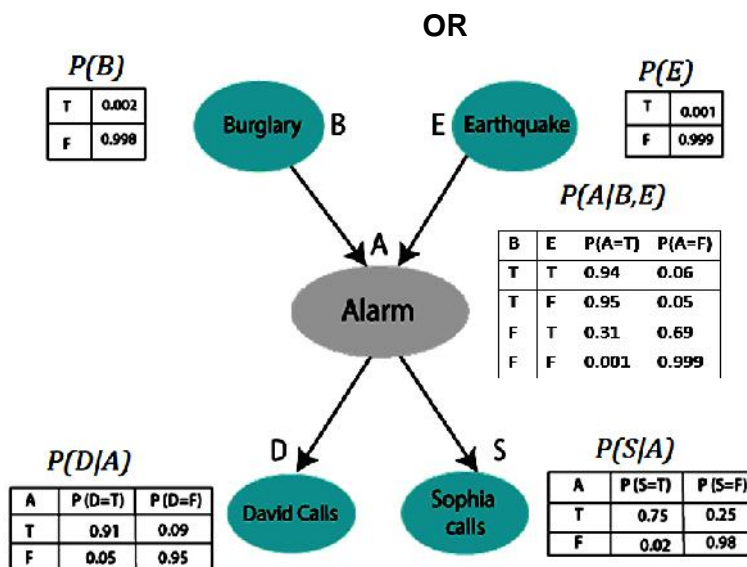 OR
P(B)
T 0.002
F 0.998
Burglary B
E Earthquake
P(E)
T 0.001
F 0.999
P(A|B,E)
B E P(A=T) P(A=F)
T T 0.94 0.06
T F 0.95 0.05
F T 0.31 0.69
F F 0.001 0.999
A
Alarm
P(D|A)
A P(D=T) P(D=F)
T 0.91 0.09
F 0.05 0.95
D
David Calls
S
Sophia
calls
P(S|A)
A P(S=T) P(S=F)
T 0.75 0.25
F 0.02 0.98